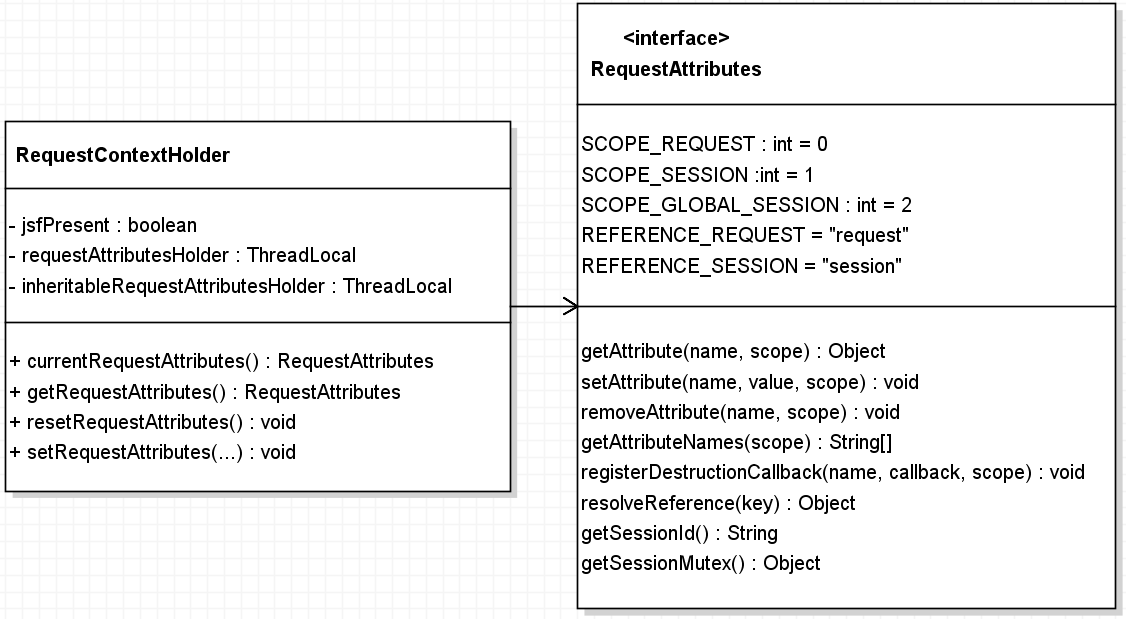 RequestContextHolder
- jsfPresent : boolean
- requestAttributesHolder : ThreadLocal
- inheritableRequestAttributesHolder : ThreadLocal
+ currentRequestAttributes() : RequestAttributes
+ getRequestAttributes() : RequestAttributes
+ resetRequestAttributes() : void
+ setRequestAttributes(...) : void
<interface>
RequestAttributes
SCOPE_REQUEST : int = 0
SCOPE_SESSION :int = 1
SCOPE_GLOBAL_SESSION : int = 2
REFERENCE_REQUEST = "request"
REFERENCE_SESSION = "session"
getAttribute(name, scope) : Object
setAttribute(name, value, scope) : void
removeAttribute(name, scope) : void
getAttributeNames(scope) : String[]
registerDestructionCallback(name, callback, scope) : void
resolveReference(key) : Object
getSessionId() : String
getSessionMutex() : Object